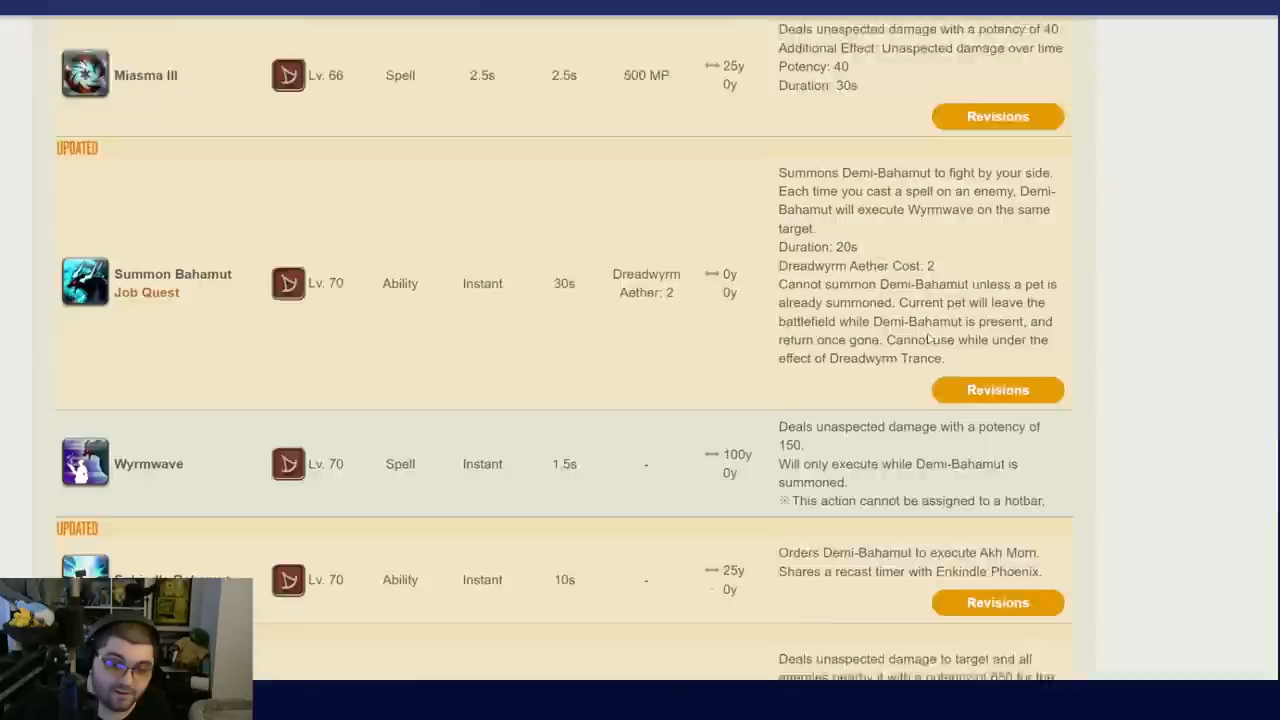 Deals unaspected damage with a potency of 40
Additional Effect: Unaspected damage over time
Potency: 40
Duration: 30s
Miasma III
Lv. 66
Spell
2.5s
2.5s
500 MP
25y
0y
Revisions
UPDATED
Summon Bahamut
Job Quest
Lv. 70
Ability
Instant
30s
Dreadwyrm
Aether: 2
0y
0y
Summons Demi-Bahamut to fight by your side.
Each time you cast a spell on an enemy, Demi-
Bahamut will execute Wyrmwave on the same
target.
Duration: 20s
Dreadwyrm Aether Cost: 2
Cannot summon Demi-Bahamut unless a pet is
already summoned. Current pet will leave the
battlefield while Demi-Bahamut is present, and
return once gone. Cannot use while under the
effect of Dreadwyrm Trance.
Revisions
Wyrmwave
Lv. 70
Spell
Instant
1.5s
-
100y
0y
Deals unaspected damage with a potency of
150.
Will only execute while Demi-Bahamut is
summoned.
※This action cannot be assigned to a hotbar.
UPDATED
Lv. 70
Ability
Instant
10s
-
25y
0y
Orders Demi-Bahamut to execute Akh Morn.
Shares a recast timer with Enkindle Phoenix.
Revisions
Deals unaspected damage to target and all
enemies nearby it with a potency of 650 for the